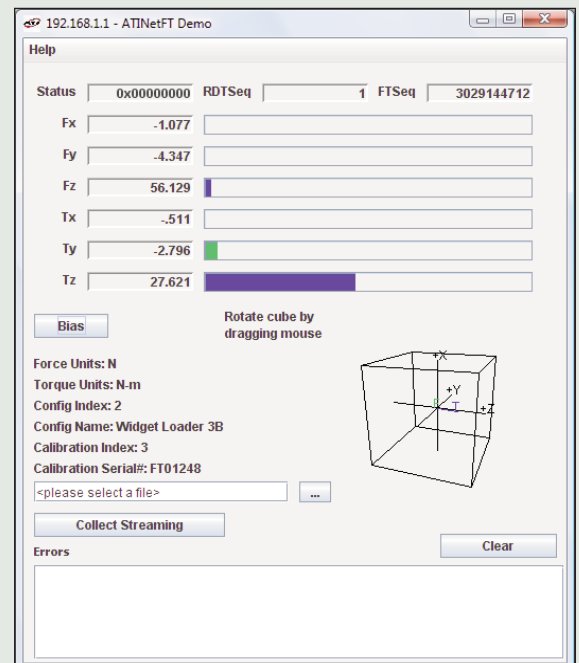 192.168.1.1 - ATINetFT Demo
Help
Status 0x00000000 RDTSeq 1 FTSeq 3029144712
Fx -1.077
Fy -4.347
Fz 56.129
Tx -.511
Ty -2.796
Tz 27.621
Bias
Rotate cube by
dragging mouse
+X
+Y
+Z
Force Units: N
Torque Units: N-m
Config Index: 2
Config Name: Widget Loader 3B
Calibration Index: 3
Calibration Serial#: FT01248
<please select a file> ...
Collect Streaming
Errors
Clear